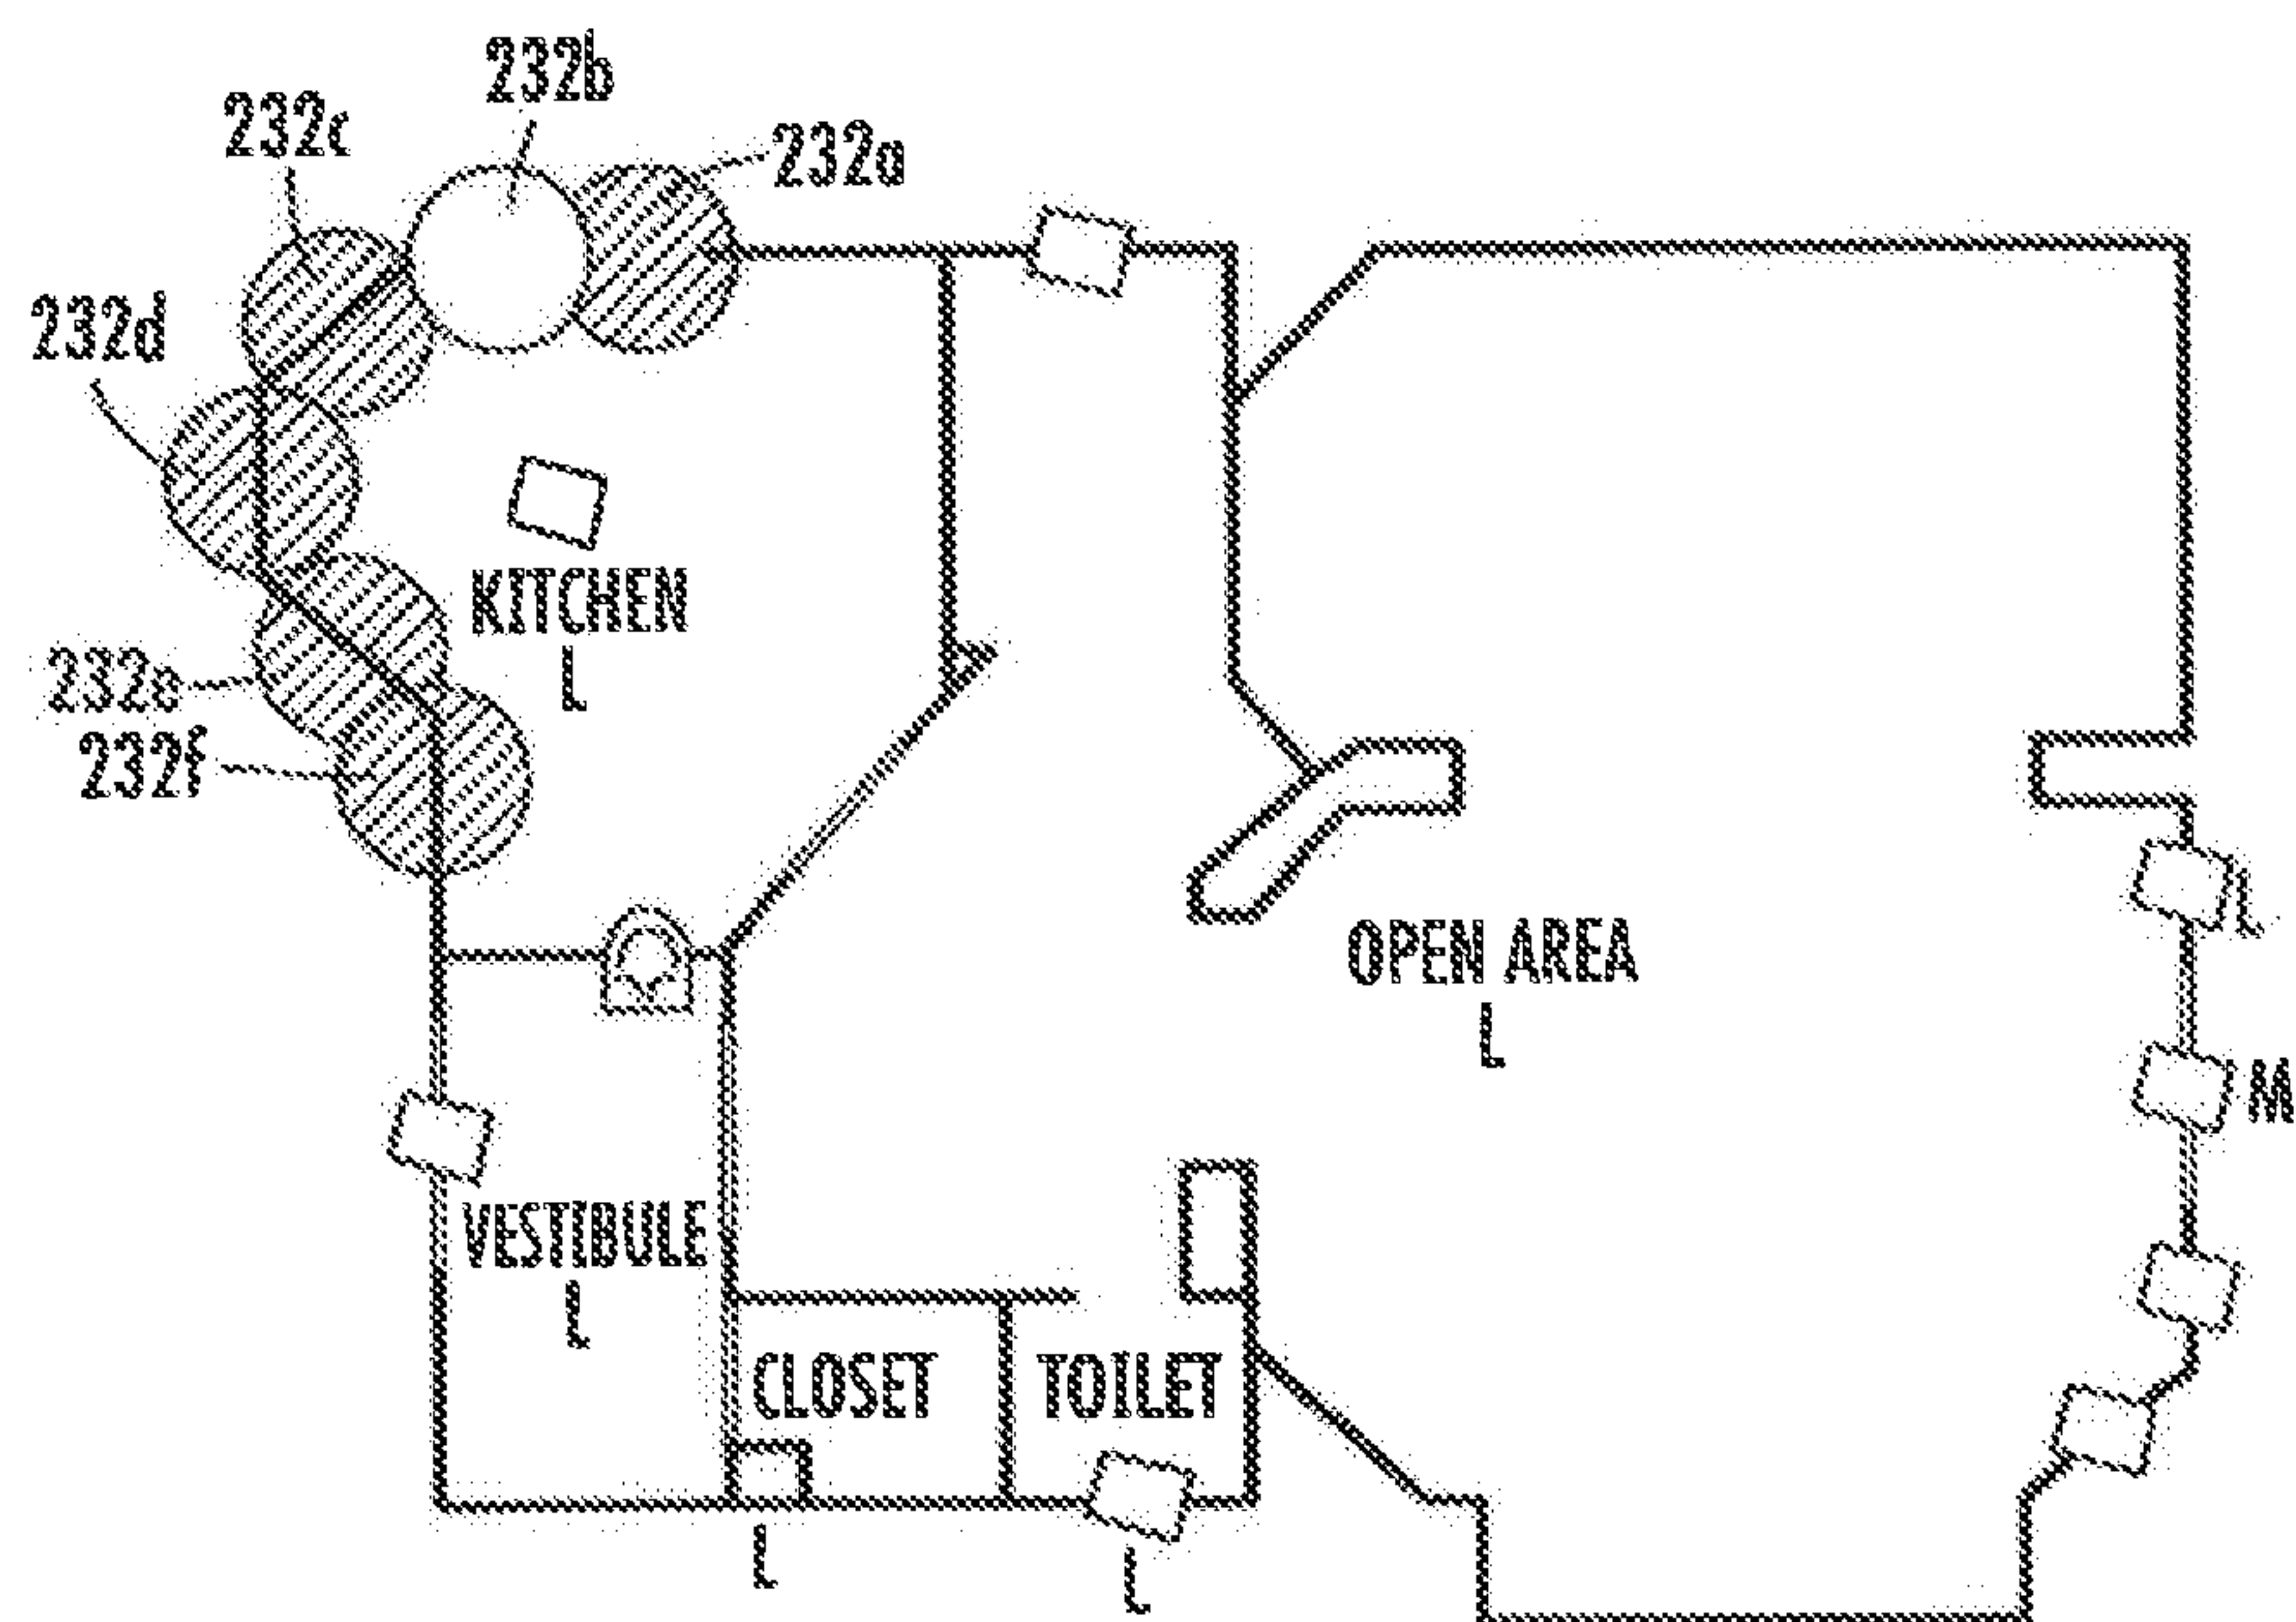 232b
232c
232a
232d
KITCHEN
L
232e
232f
OPEN AREA
L
L
M
VESTIBULE
L
CLOSET
TOILET
L
L